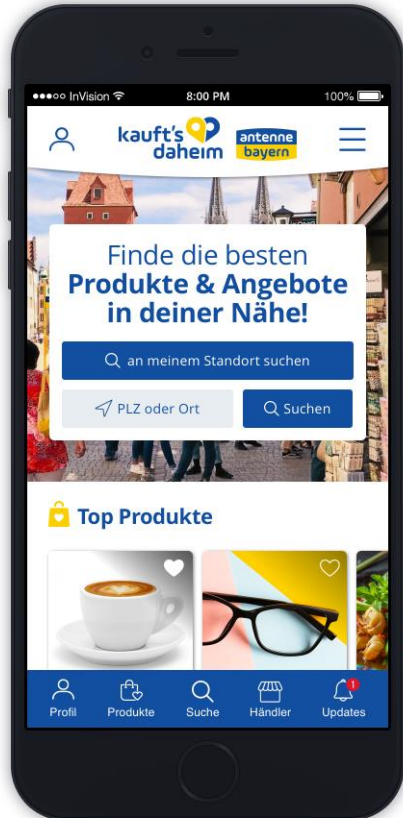 InVision
8:00 PM
100%
kauft's
daheim
antenne
bayern
Finde die besten
Produkte & Angebote
in deiner Nähe!
an meinem Standort suchen
PLZ oder Ort
Suchen
Top Produkte
1
Profil
Produkte
Suche
Händler
Updates